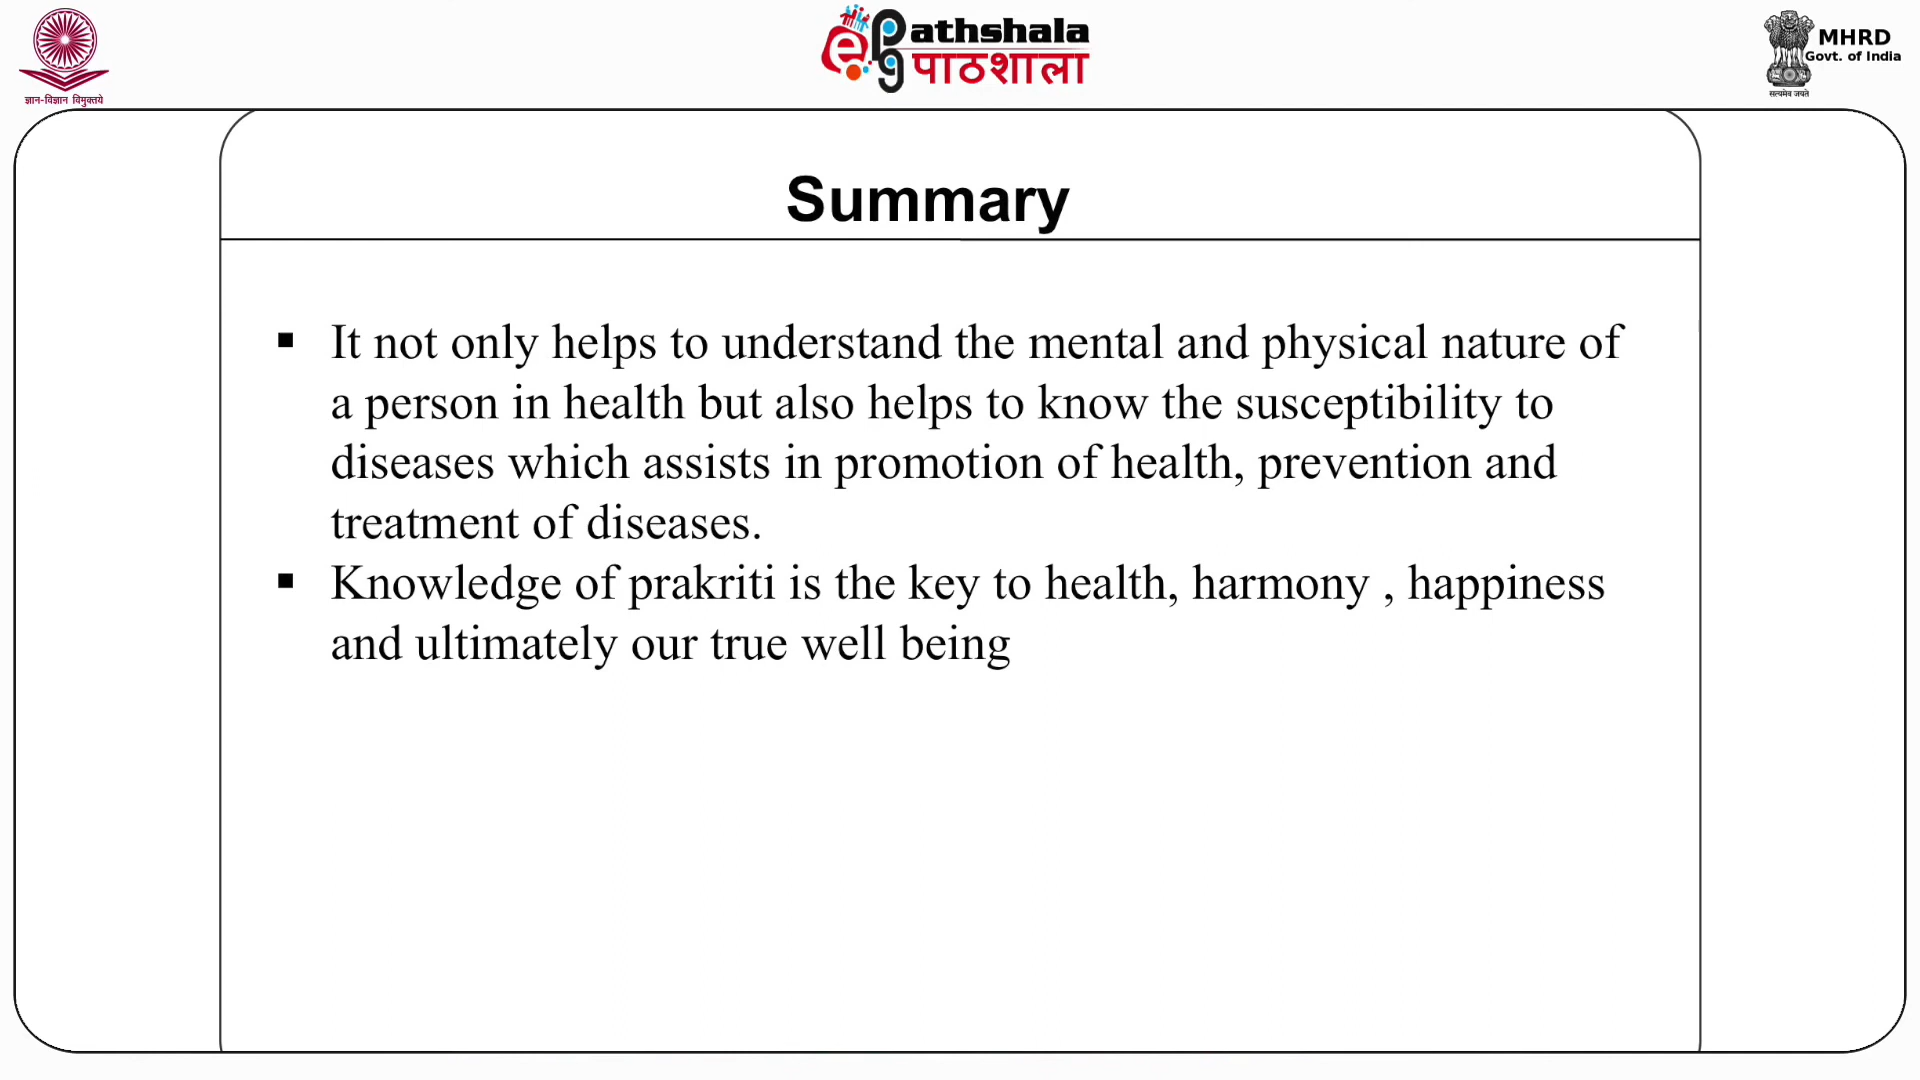 ज्ञान-विज्ञान विमुक्तये
ePG Pathshala
पाठशाला
MHRD
Govt. of India
सत्यमेव जयते
Summary
▪ It not only helps to understand the mental and physical nature of
a person in health but also helps to know the susceptibility to
diseases which assists in promotion of health, prevention and
treatment of diseases.
▪ Knowledge of prakriti is the key to health, harmony , happiness
and ultimately our true well being